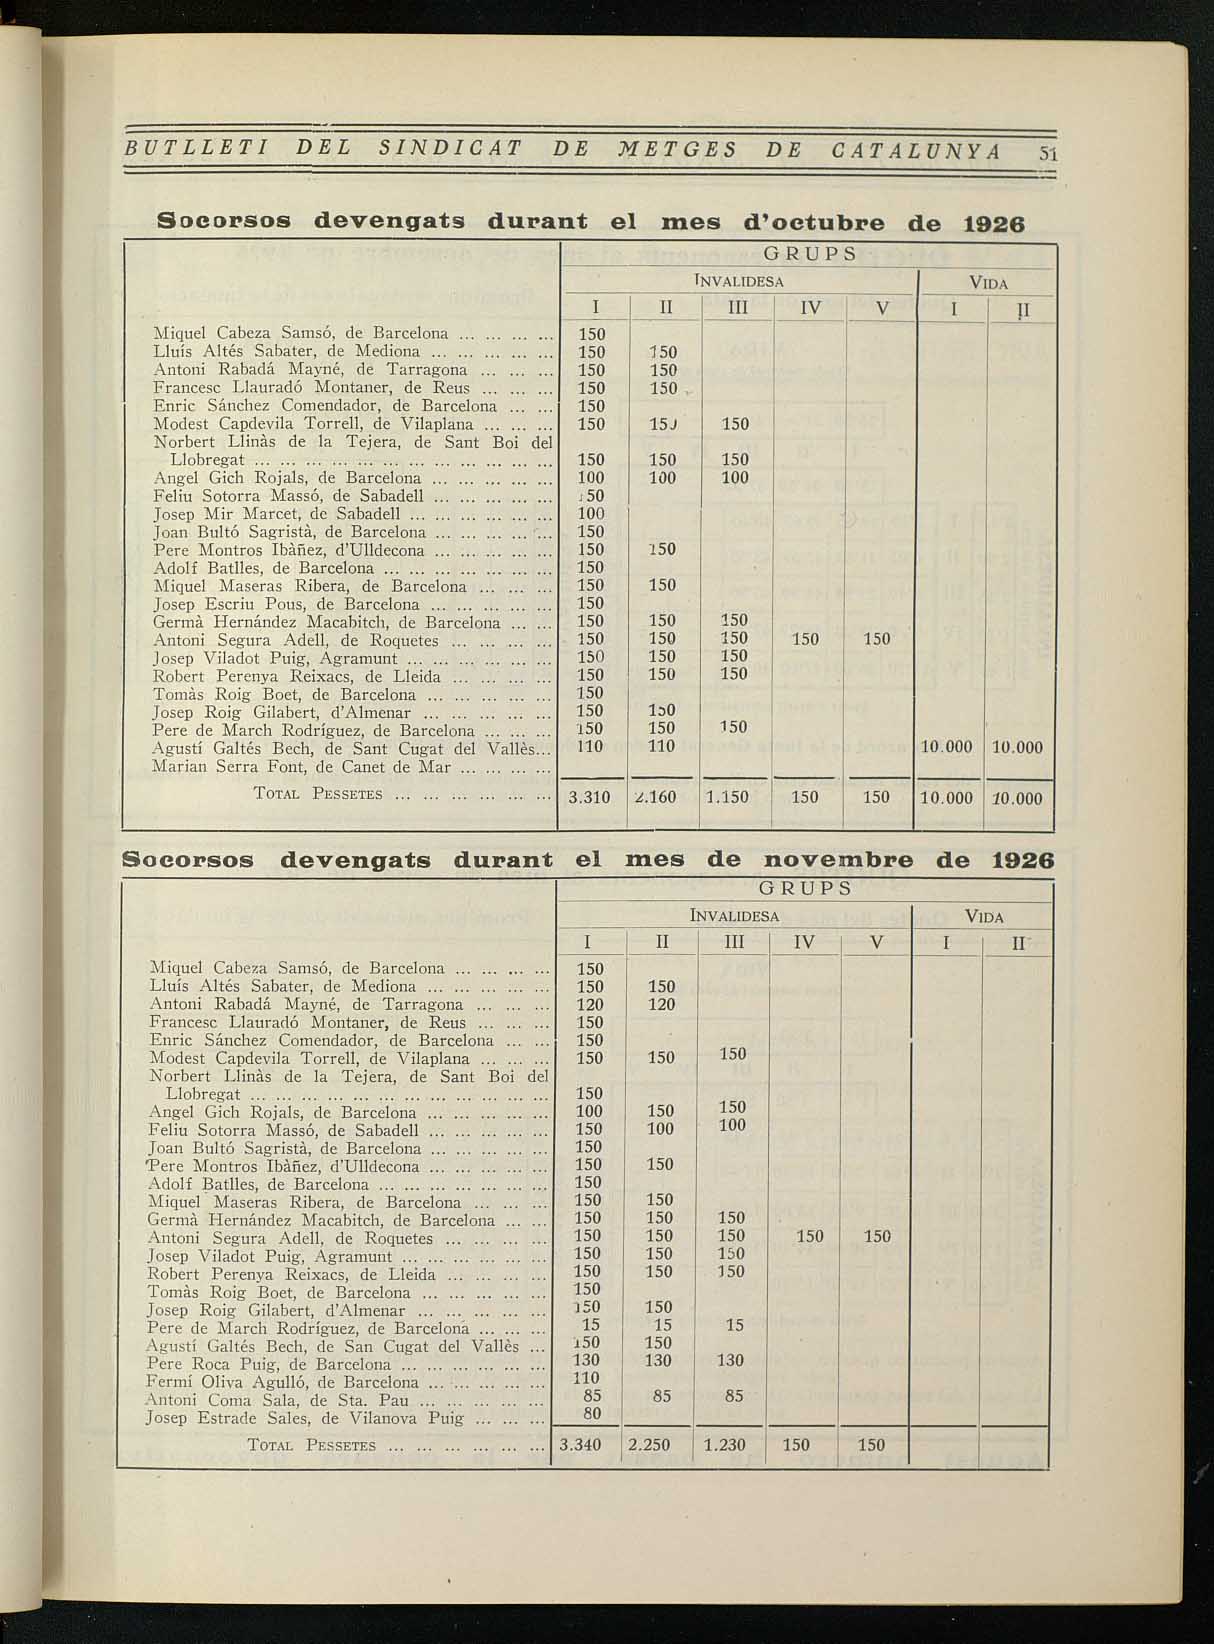 BUTLLETI DEL SINDICAT DE METGES DE CATALUNYA 51
Socorsos devengats durant el mes d'octubre de 1926
GRUPS
INVALIDESA VIDA
I II III IV V I II
Miquel Cabeza Samsó, de Barcelona ... ... ... ... 150
Lluís Altés Sabater, de Mediona ... ... ... ... ... 150 150
Antoni Rabadá Mayné, de Tarragona ... ... ... 150 150
Francesc Llauradó Montaner, de Reus ... ... ... 150 150
Enric Sánchez Comendador, de Barcelona ... ... 150
Modest Capdevila Torrell, de Vilaplana ... ... ... 150 150 150
Norbert Llinàs de la Tejera, de Sant Boi del
Llobregat ... ... ... ... ... ... ... ... ... ... ... ... 150 150 150
Angel Gich Rojals, de Barcelona ... ... ... ... ... 100 100 100
Feliu Sotorra Massó, de Sabadell ... ... ... ... ... 150
Josep Mir Marcet, de Sabadell ... ... ... ... ... ... 100
Joan Bultó Sagristà, de Barcelona ... ... ... ... ... 150
Pere Montros Ibàñez, d'Ulldecona ... ... ... ... ... 150 150
Adolf Batlles, de Barcelona ... ... ... ... ... ... ... 150
Miquel Maseras Ribera, de Barcelona ... ... ... 150 150
Josep Escriu Pous, de Barcelona ... ... ... ... ... 150
Germà Hernández Macabitch, de Barcelona ... ... 150 150 150
Antoni Segura Adell, de Roquetes ... ... ... ... 150 150 150 150 150
Josep Viladot Puig, Agramunt ... ... ... ... ... ... 150 150 150
Robert Perenya Reixacs, de Lleida ... ... ... ... 150 150 150
Tomàs Roig Boet, de Barcelona ... ... ... ... ... 150
Josep Roig Gilabert, d'Almenar ... ... ... ... ... 150 150
Pere de March Rodríguez, de Barcelona ... ... ... 150 150 150
Agustí Galtés Bech, de Sant Cugat del Vallès... 110 110 10.000 10.000
Marian Serra Font, de Canet de Mar ... ... ... ...
TOTAL PESSETES ... ... ... ... ... ... 3.310 2.160 1.150 150 150 10.000 10.000
Socorsos devengats durant el mes de novembre de 1926
GRUPS
INVALIDESA VIDA
I II III IV V I II
Miquel Cabeza Samsó, de Barcelona ... ... ... ... 150
Lluís Altés Sabater, de Mediona ... ... ... ... ... 150 150
Antoni Rabadá Mayné, de Tarragona ... ... ... 120 120
Francesc Llauradó Montaner, de Reus ... ... ... 150
Enric Sánchez Comendador, de Barcelona ... ... 150
Modest Capdevila Torrell, de Vilaplana ... ... ... 150 150 150
Norbert Llinàs de la Tejera, de Sant Boi del
Llobregat ... ... ... ... ... ... ... ... ... ... ... ... 150
Angel Gich Rojals, de Barcelona ... ... ... ... ... 100 150 150
Feliu Sotorra Massó, de Sabadell ... ... ... ... ... 150 100 100
Joan Bultó Sagristà, de Barcelona ... ... ... ... ... 150
Pere Montros Ibàñez, d'Ulldecona ... ... ... ... ... 150 150
Adolf Batlles, de Barcelona ... ... ... ... ... ... ... 150
Miquel Maseras Ribera, de Barcelona ... ... ... 150 150
Germà Hernández Macabitch, de Barcelona ... ... 150 150 150
Antoni Segura Adell, de Roquetes ... ... ... ... 150 150 150 150 150
Josep Viladot Puig, Agramunt ... ... ... ... ... ... 150 150 150
Robert Perenya Reixacs, de Lleida ... ... ... ... 150 150 150
Tomàs Roig Boet, de Barcelona ... ... ... ... ... 150
Josep Roig Gilabert, d'Almenar ... ... ... ... ... 150 150
Pere de March Rodríguez, de Barcelona ... ... ... 15 15 15
Agustí Galtés Bech, de San Cugat del Vallès ... 150 150
Pere Roca Puig, de Barcelona ... ... ... ... ... ... 130 130 130
Fermí Oliva Agulló, de Barcelona ... ... ... ... ... 110
Antoni Coma Sala, de Sta. Pau ... ... ... ... ... 85 85 85
Josep Estrade Sales, de Vilanova Puig ... ... ... 80
TOTAL PESSETES ... ... ... ... ... ... 3.340 2.250 1.230 150 150